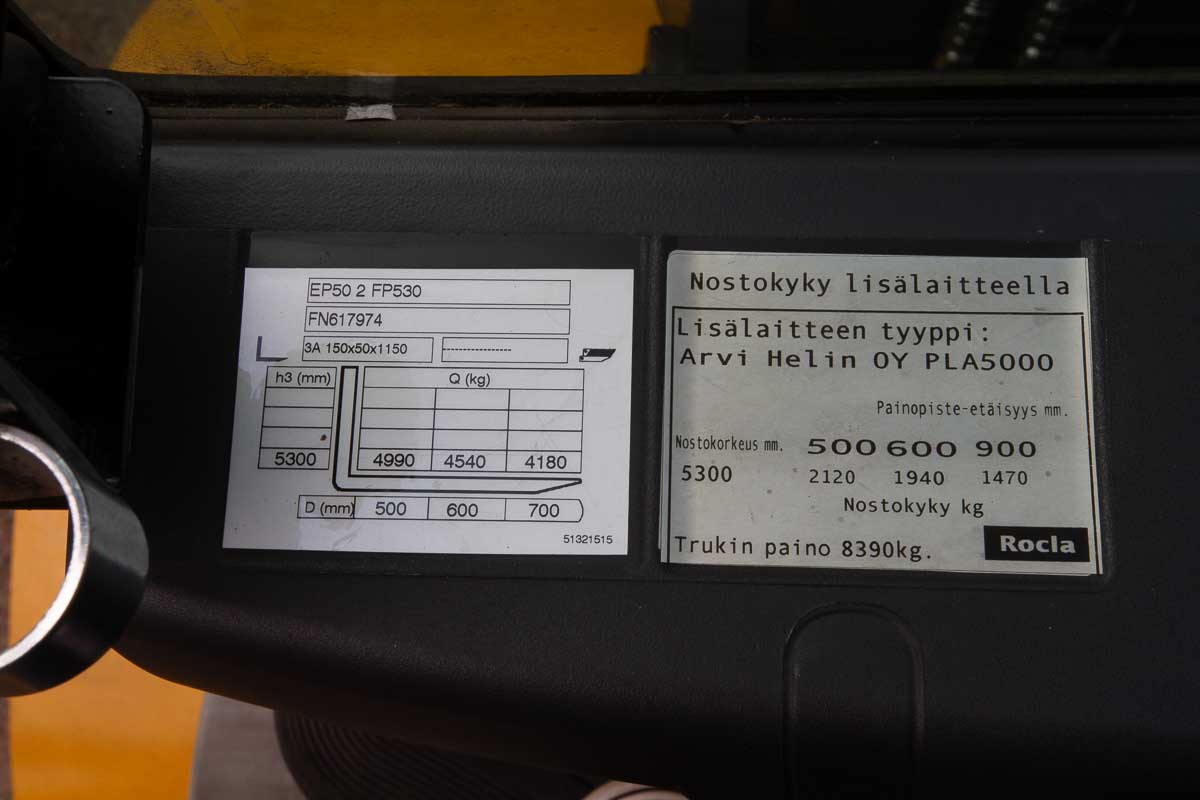 EP50 2 FP530
FN617974
3A 150x50x1150 ----------------
h3 (mm) Q (kg)
5300 4990 4540 4180
D (mm) 500 600 700
51321515
Nostokyky lisälaitteella
Lisälaitteen tyyppi:
Arvi Helin OY PLA5000
Painopiste-etäisyys mm.
Nostokorkeus mm. 500 600 900
5300 2120 1940 1470
Nostokyky kg
Trukin paino 8390kg. Rocla